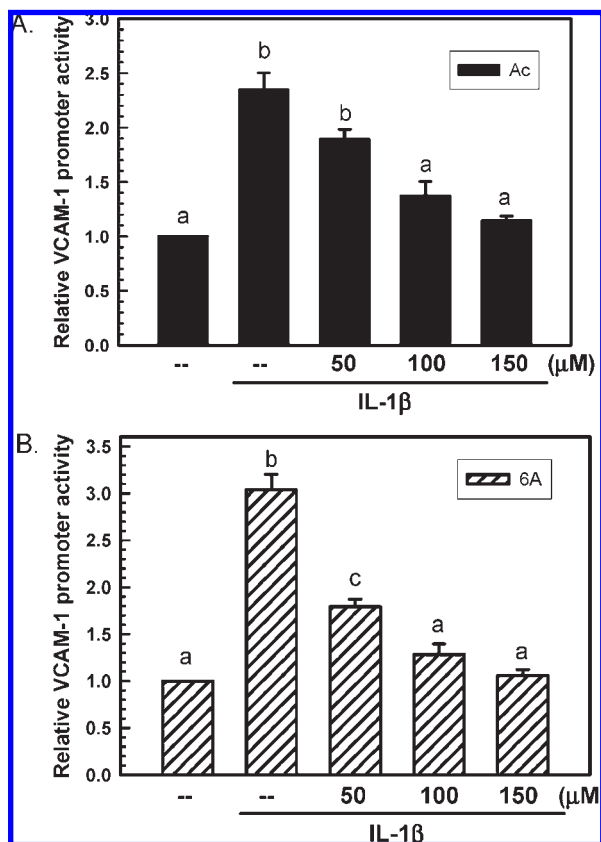 A.
Relative VCAM-1 promoter activity
3.0
2.5
2.0
1.5
1.0
0.5
0.0
Ac
a
b
b
a
a
-- -- 50 100 150 (μM)
IL-1β
B.
Relative VCAM-1 promoter activity
3.5
3.0
2.5
2.0
1.5
1.0
0.5
0.0
6A
a
b
c
a
a
-- -- 50 100 150 (μM
IL-1β